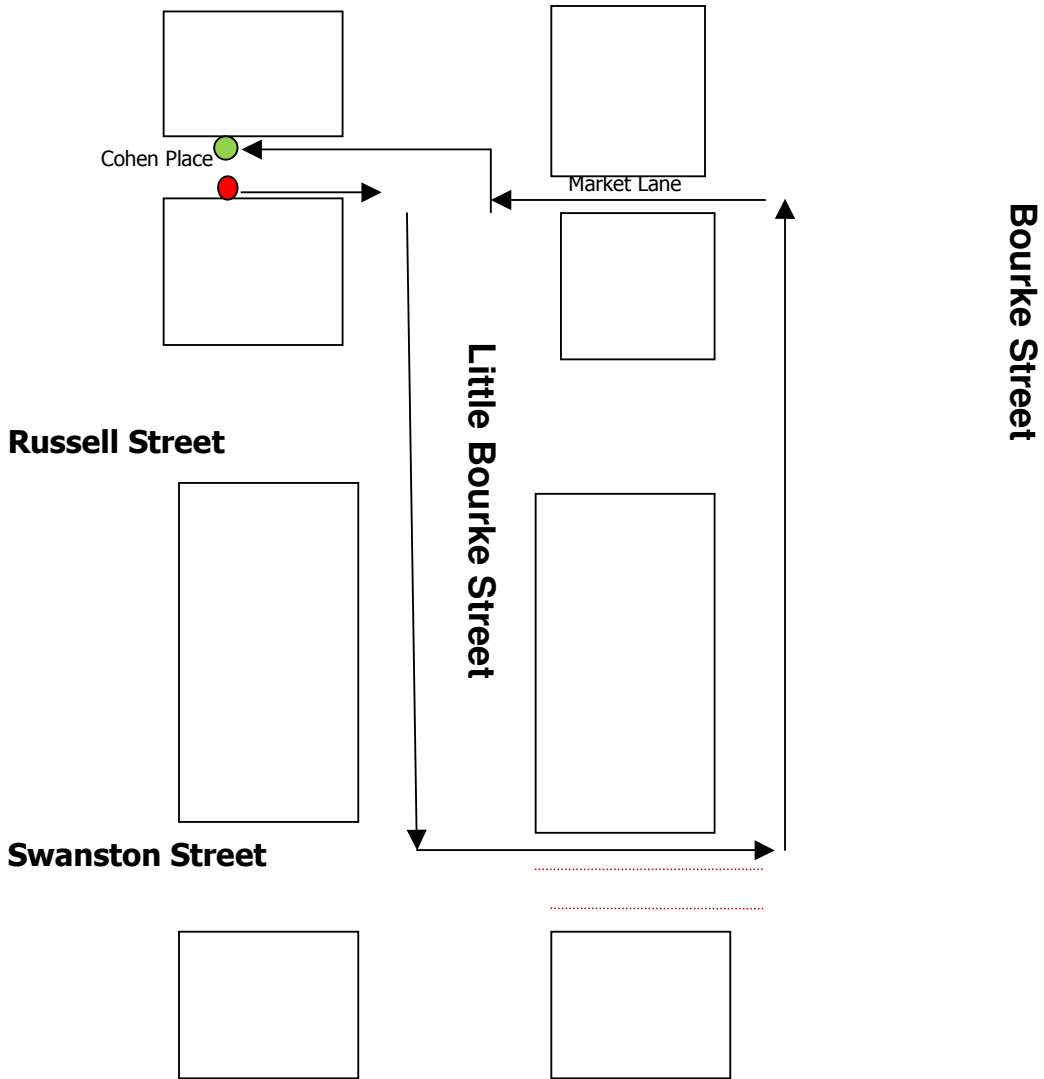 Cohen Place
Market Lane
Bourke Street
Little Bourke Street
Russell Street
Swanston Street